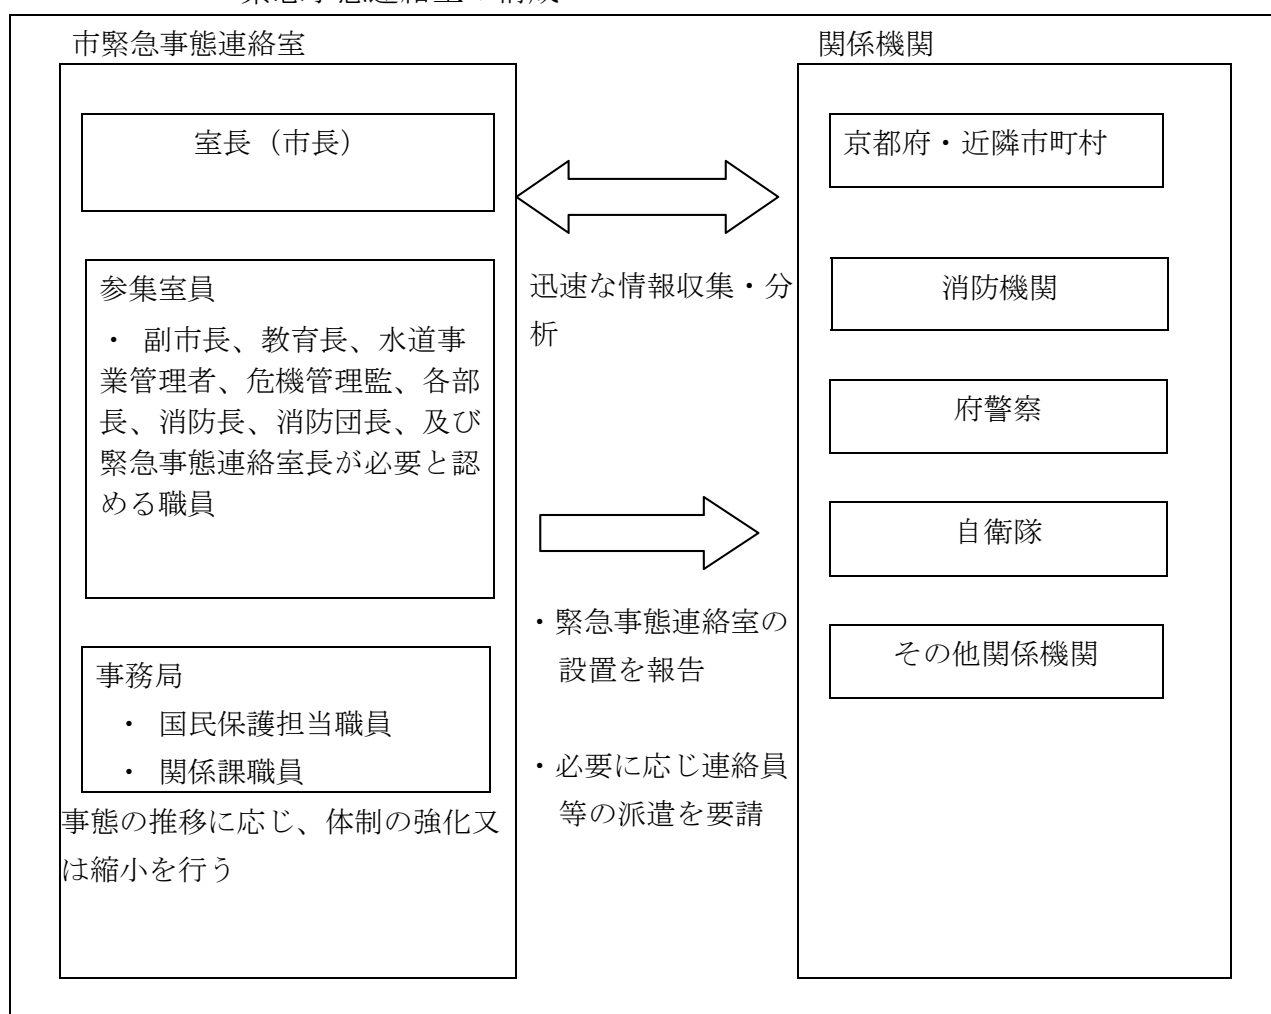 市緊急事態連絡室
室長（市長）
参集室員
・ 副市長、教育長、水道事
業管理者、危機管理監、各部
長、消防長、消防団長、及び
緊急事態連絡室長が必要と認
める職員
事務局
・ 国民保護担当職員
・ 関係課職員
事態の推移に応じ、体制の強化又
は縮小を行う
迅速な情報収集・分
析
・緊急事態連絡室の
設置を報告
・必要に応じ連絡員
等の派遣を要請
関係機関
京都府・近隣市町村
消防機関
府警察
自衛隊
その他関係機関